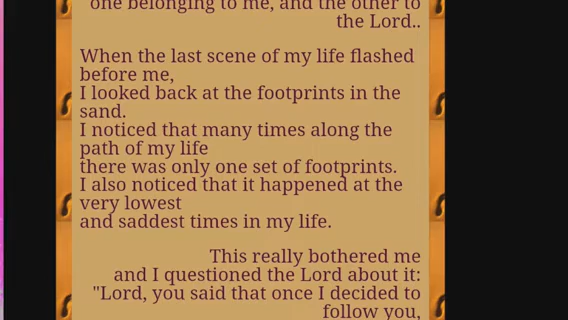 one belonging to me, and the other to
the Lord..
When the last scene of my life flashed
before me,
I looked back at the footprints in the
sand.
I noticed that many times along the
path of my life
there was only one set of footprints.
I also noticed that it happened at the
very lowest
and saddest times in my life.
This really bothered me
and I questioned the Lord about it:
"Lord, you said that once I decided to
follow you,